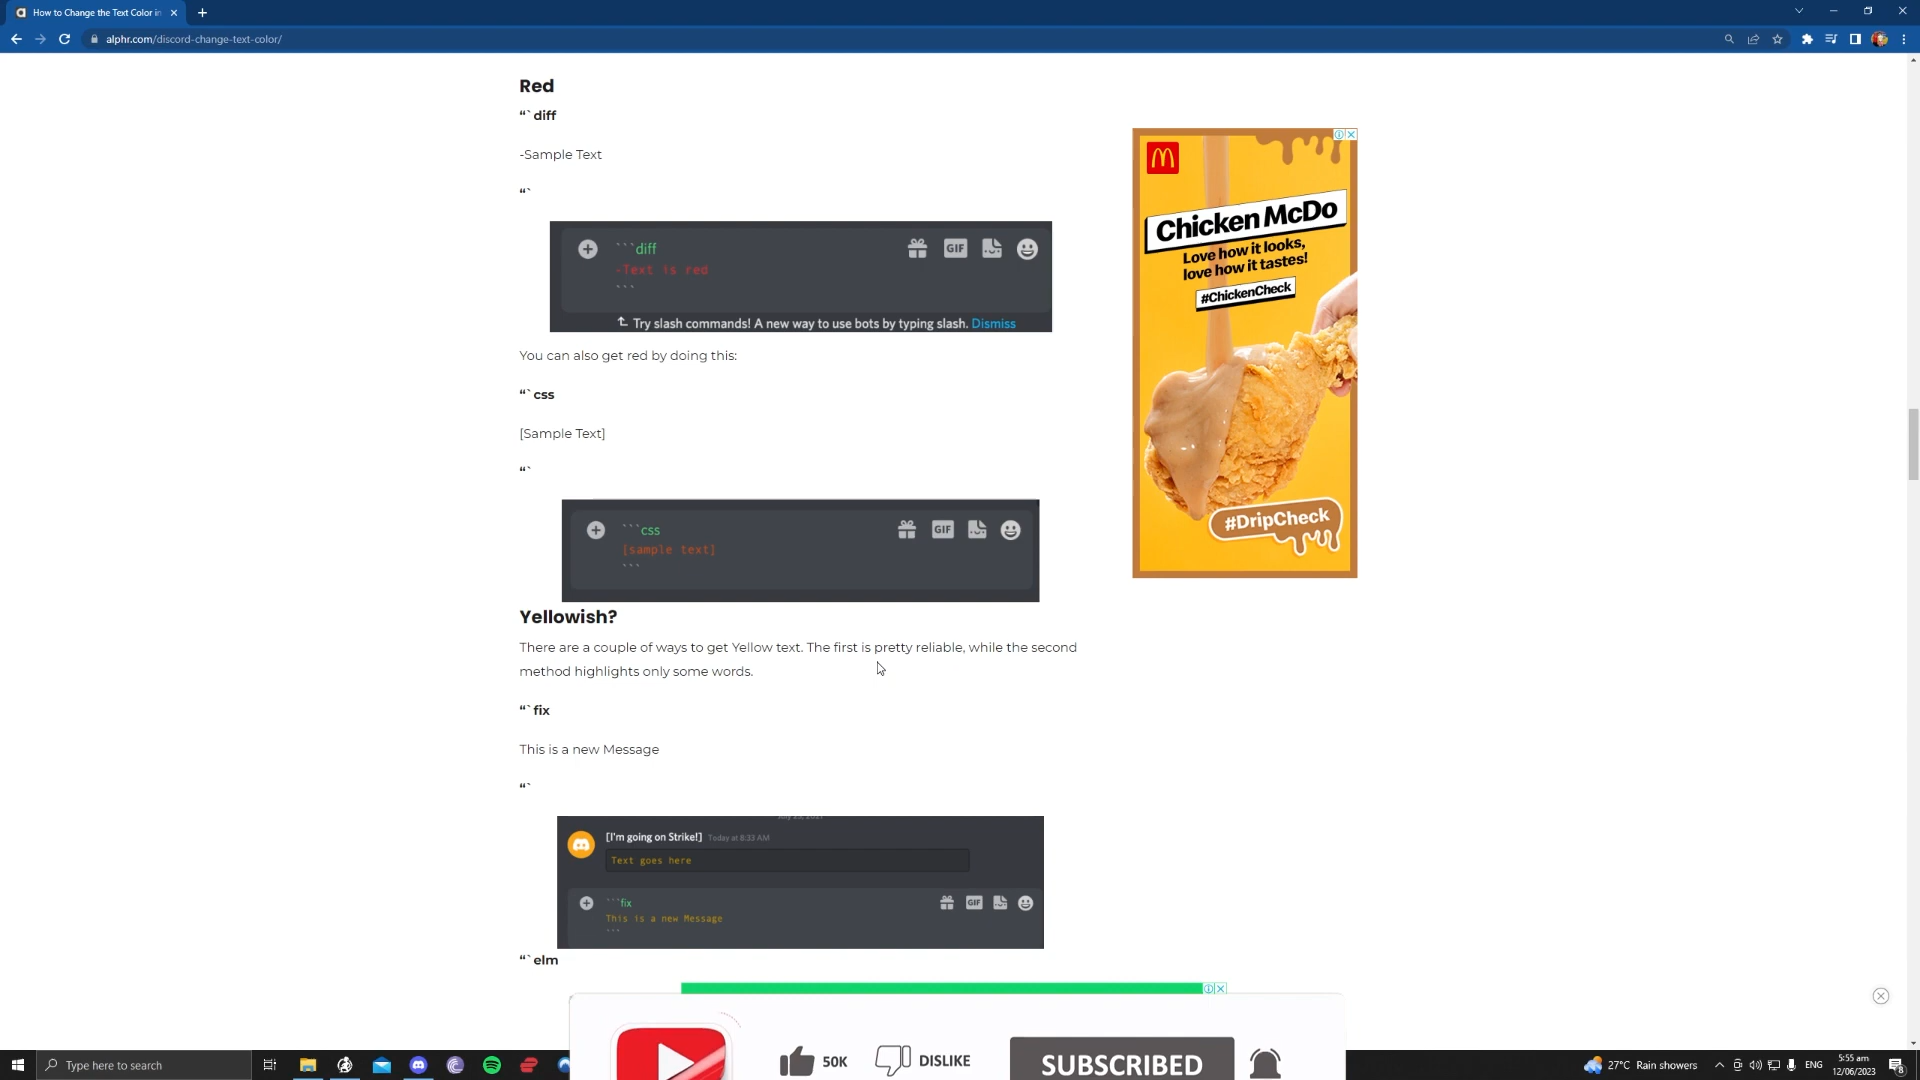 How to Change the Text Color in
alphr.com/discord-change-text-color/
Red
“`diff
-Sample Text
“`
```diff
GIF
-Text is red
```
Try slash commands! A new way to use bots by typing slash. Dismiss
You can also get red by doing this:
“`css
[Sample Text]
“`
```css
GIF
[sample text]
```
Yellowish?
There are a couple of ways to get Yellow text. The first is pretty reliable, while the second
method highlights only some words.
“`fix
This is a new Message
“`
[I'm going on Strike!] Today at 8:33 AM
Text goes here
```fix
GIF
This is a new Message
```
“`elm
Chicken McDo
Love how it looks,
love how it tastes!
#ChickenCheck
#DripCheck
50K
DISLIKE
SUBSCRIBED
Type here to search
27°C Rain showers
ENG
5:55 am
12/06/2023
8